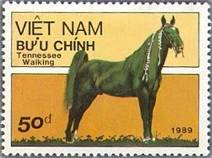 VIỆT NAM
BƯU CHÍNH
Tennessee
Walking
50đ
1989